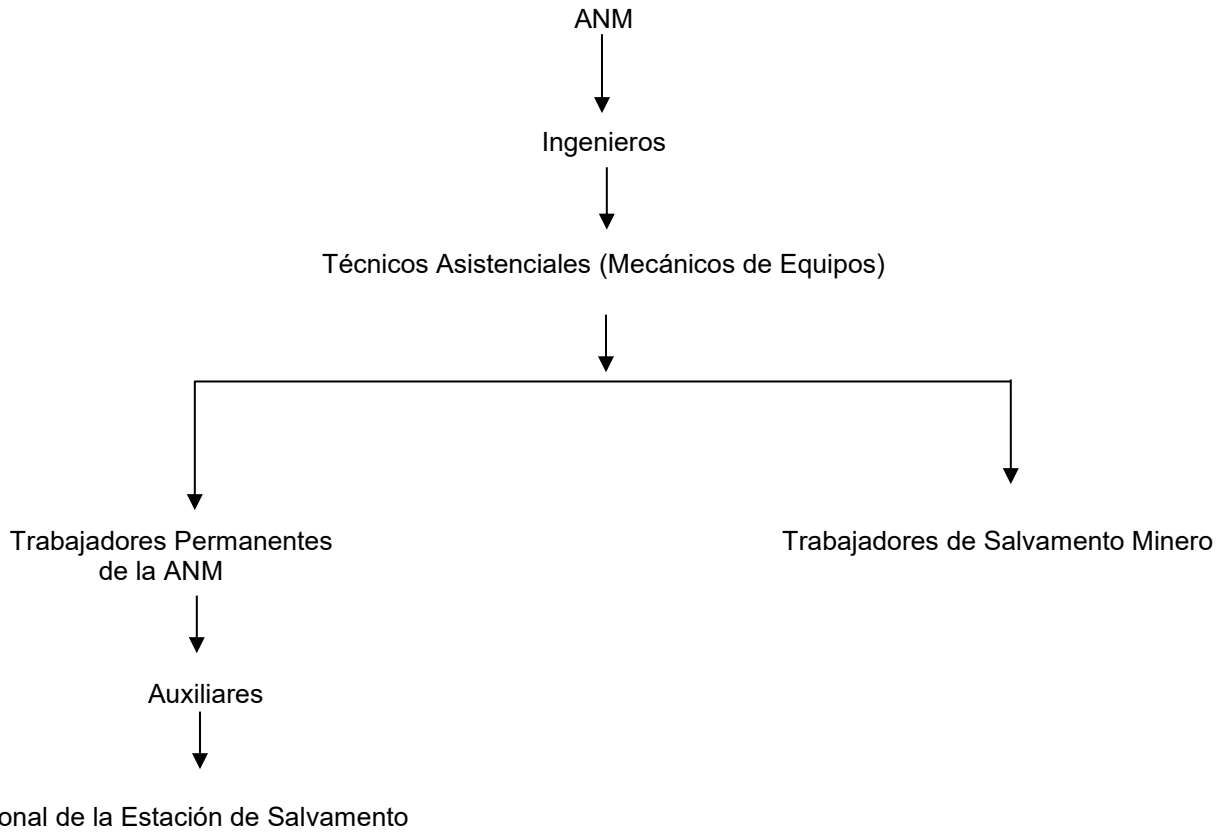 ANM
Ingenieros
Técnicos Asistenciales (Mecánicos de Equipos)
Trabajadores Permanentes
de la ANM
Trabajadores de Salvamento Minero
Auxiliares
onal de la Estación de Salvamento